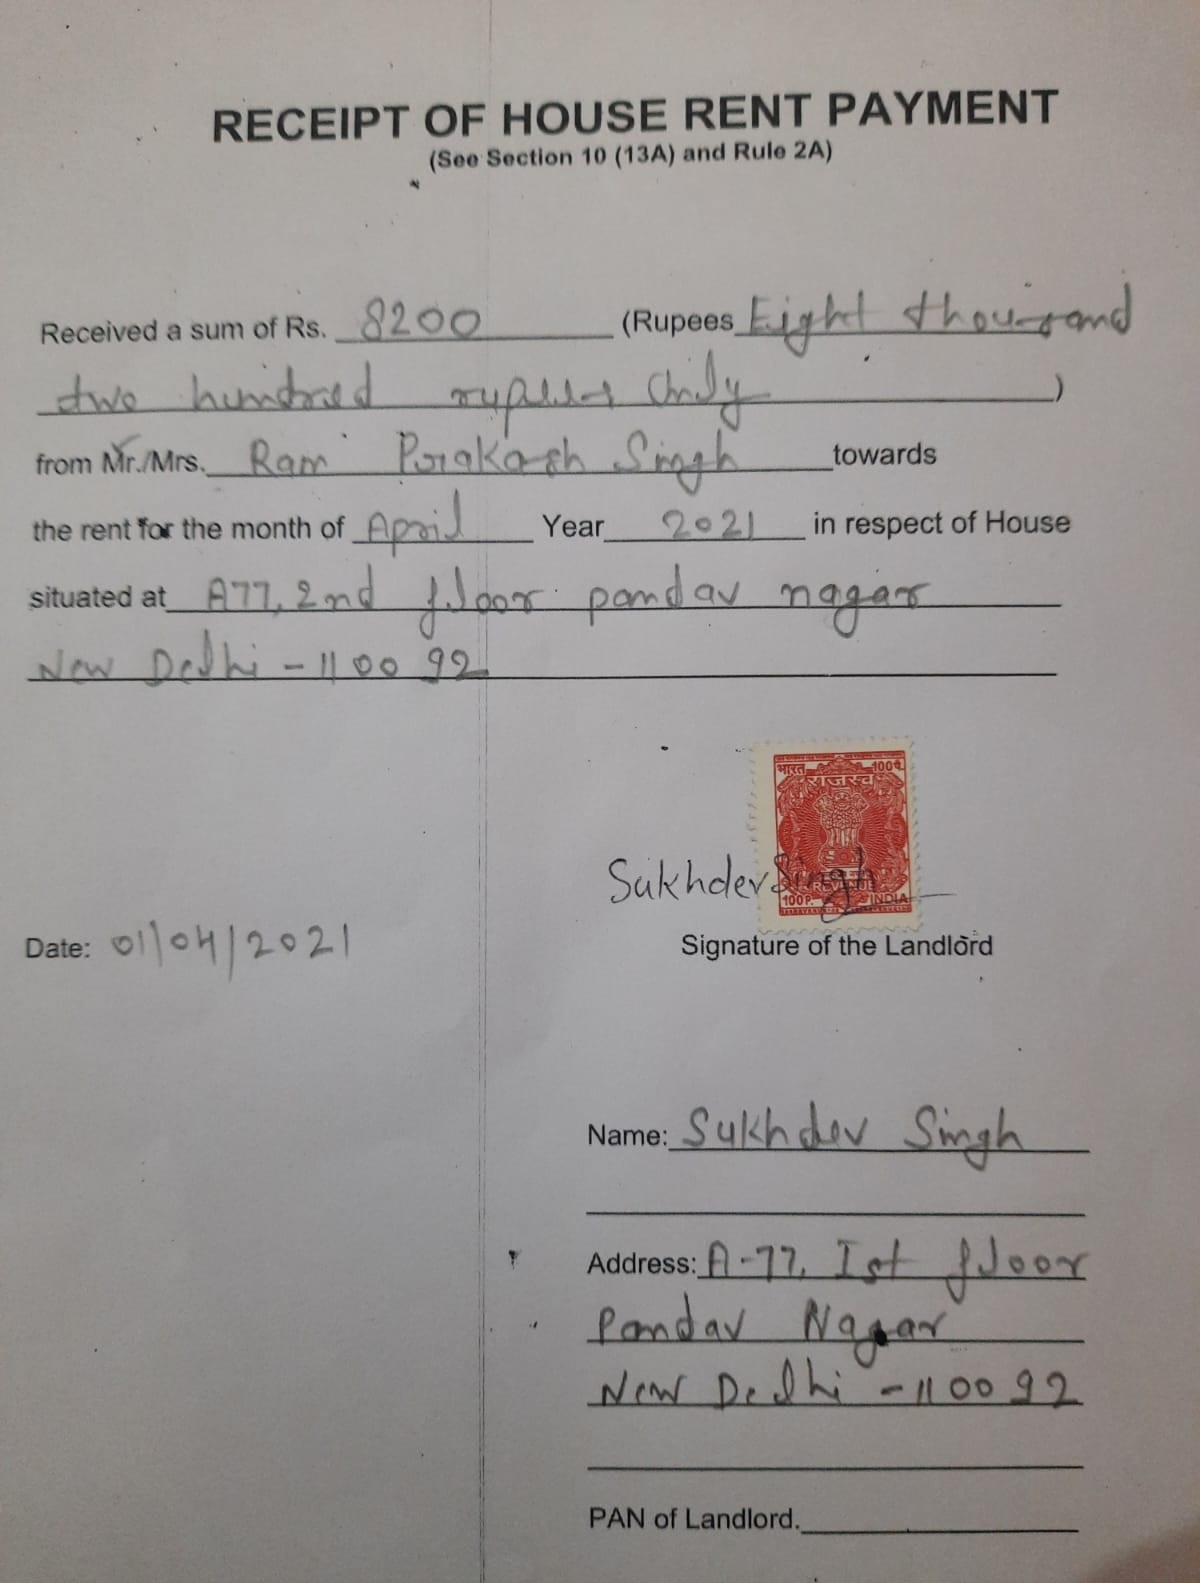 RECEIPT OF HOUSE RENT PAYMENT
(See Section 10 (13A) and Rule 2A)
Received a sum of Rs. 8200 (Rupees Eight thousand
two hundred rupees only )
from Mr./Mrs. Ram Prakash Singh towards
the rent for the month of April Year 2021 in respect of House
situated at A77, 2nd floor pandav nagar
New Delhi - 110092
भारत 100P.
राजस्व
Sukhdev Singh
REVENUE
100P. INDIA
Date: 01/04/2021 Signature of the Landlord
Name: Sukhdev Singh
Address: A-77, Ist floor
Pandav Nagar
New Delhi - 110092
PAN of Landlord.